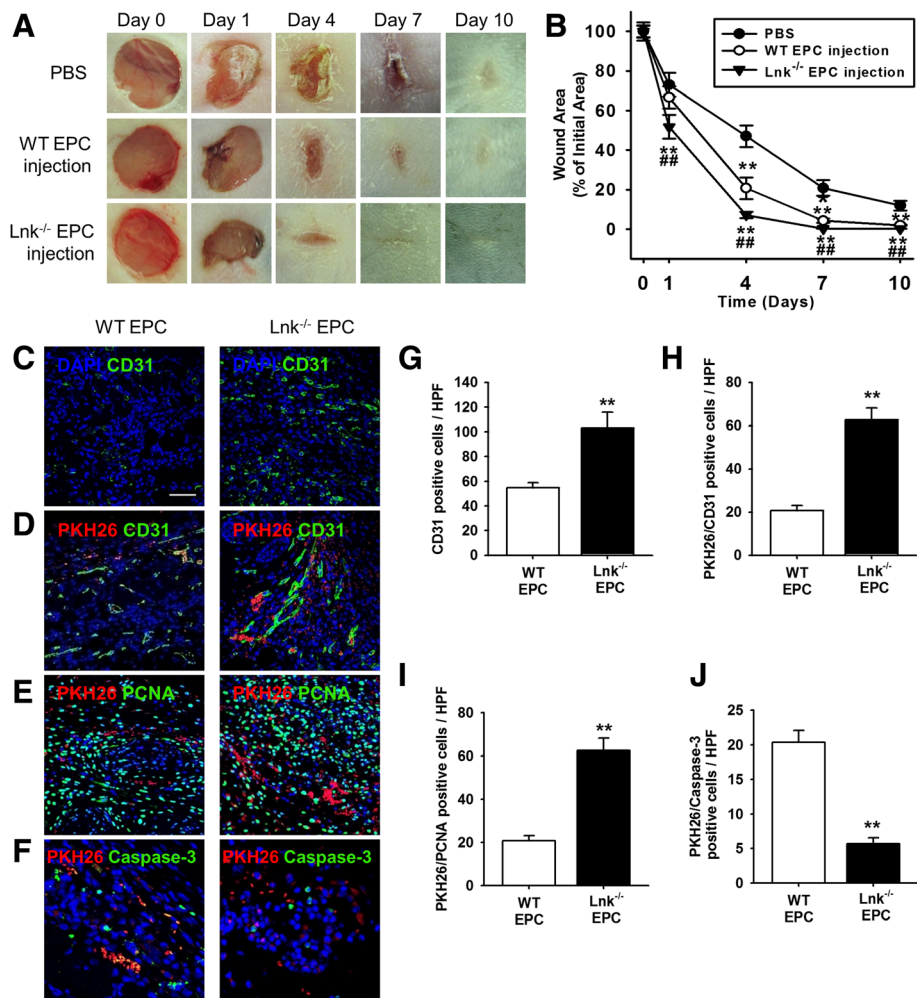 A
Day 0 Day 1 Day 4 Day 7 Day 10
PBS
WT EPC
injection
Lnk-/- EPC
injection
B
PBS
WT EPC injection
Lnk-/- EPC injection
Wound Area
(% of Initial Area)
100
80
60
40
20
0
**
##
**
**
##
*
**
**
##
**
**
##
0 1 4 7 10
Time (Days)
WT EPC Lnk-/- EPC
C
DAPI CD31 DAPI CD31
D
PKH26 CD31 PKH26 CD31
E
PKH26 PCNA PKH26 PCNA
F
PKH26 Caspase-3 PKH26 Caspase-3
G
CD31 positive cells / HPF
140
120
100
80
60
40
20
0
**
WT
EPC
Lnk-/-
EPC
H
PKH26/CD31 positive cells / HPF
80
60
40
20
0
**
WT
EPC
Lnk-/-
EPC
I
PKH26/PCNA positive cells / HPF
80
60
40
20
0
**
WT
EPC
Lnk-/-
EPC
J
PKH26/Caspase-3
positive cells / HPF
25
20
15
10
5
0
**
WT
EPC
Lnk-/-
EPC